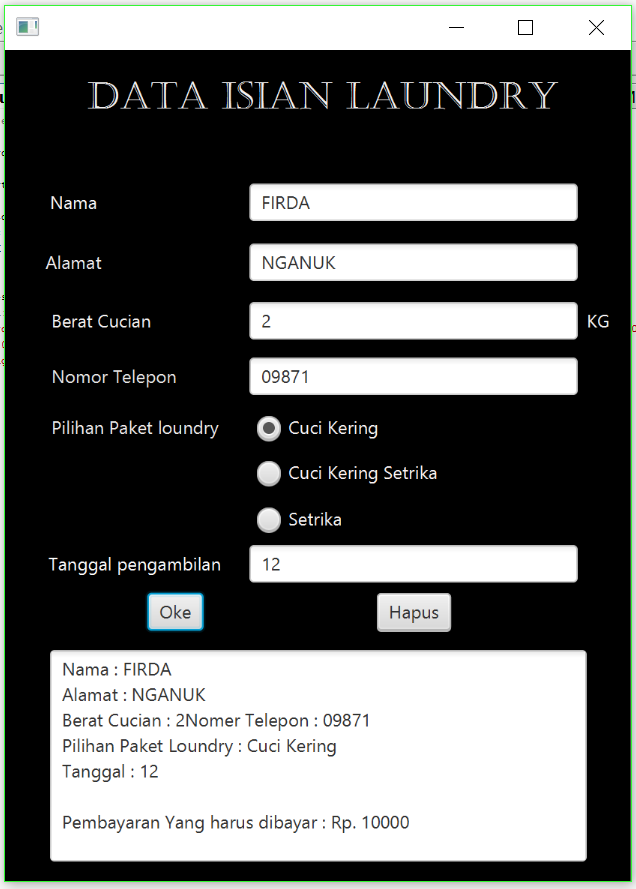 DATA ISIAN LAUNDRY
Nama FIRDA
Alamat NGANUK
Berat Cucian 2 KG
Nomor Telepon 09871
Pilihan Paket loundry Cuci Kering
Cuci Kering Setrika
Setrika
Tanggal pengambilan 12
Oke Hapus
Nama : FIRDA
Alamat : NGANUK
Berat Cucian : 2Nomer Telepon : 09871
Pilihan Paket Loundry : Cuci Kering
Tanggal : 12
Pembayaran Yang harus dibayar : Rp. 10000